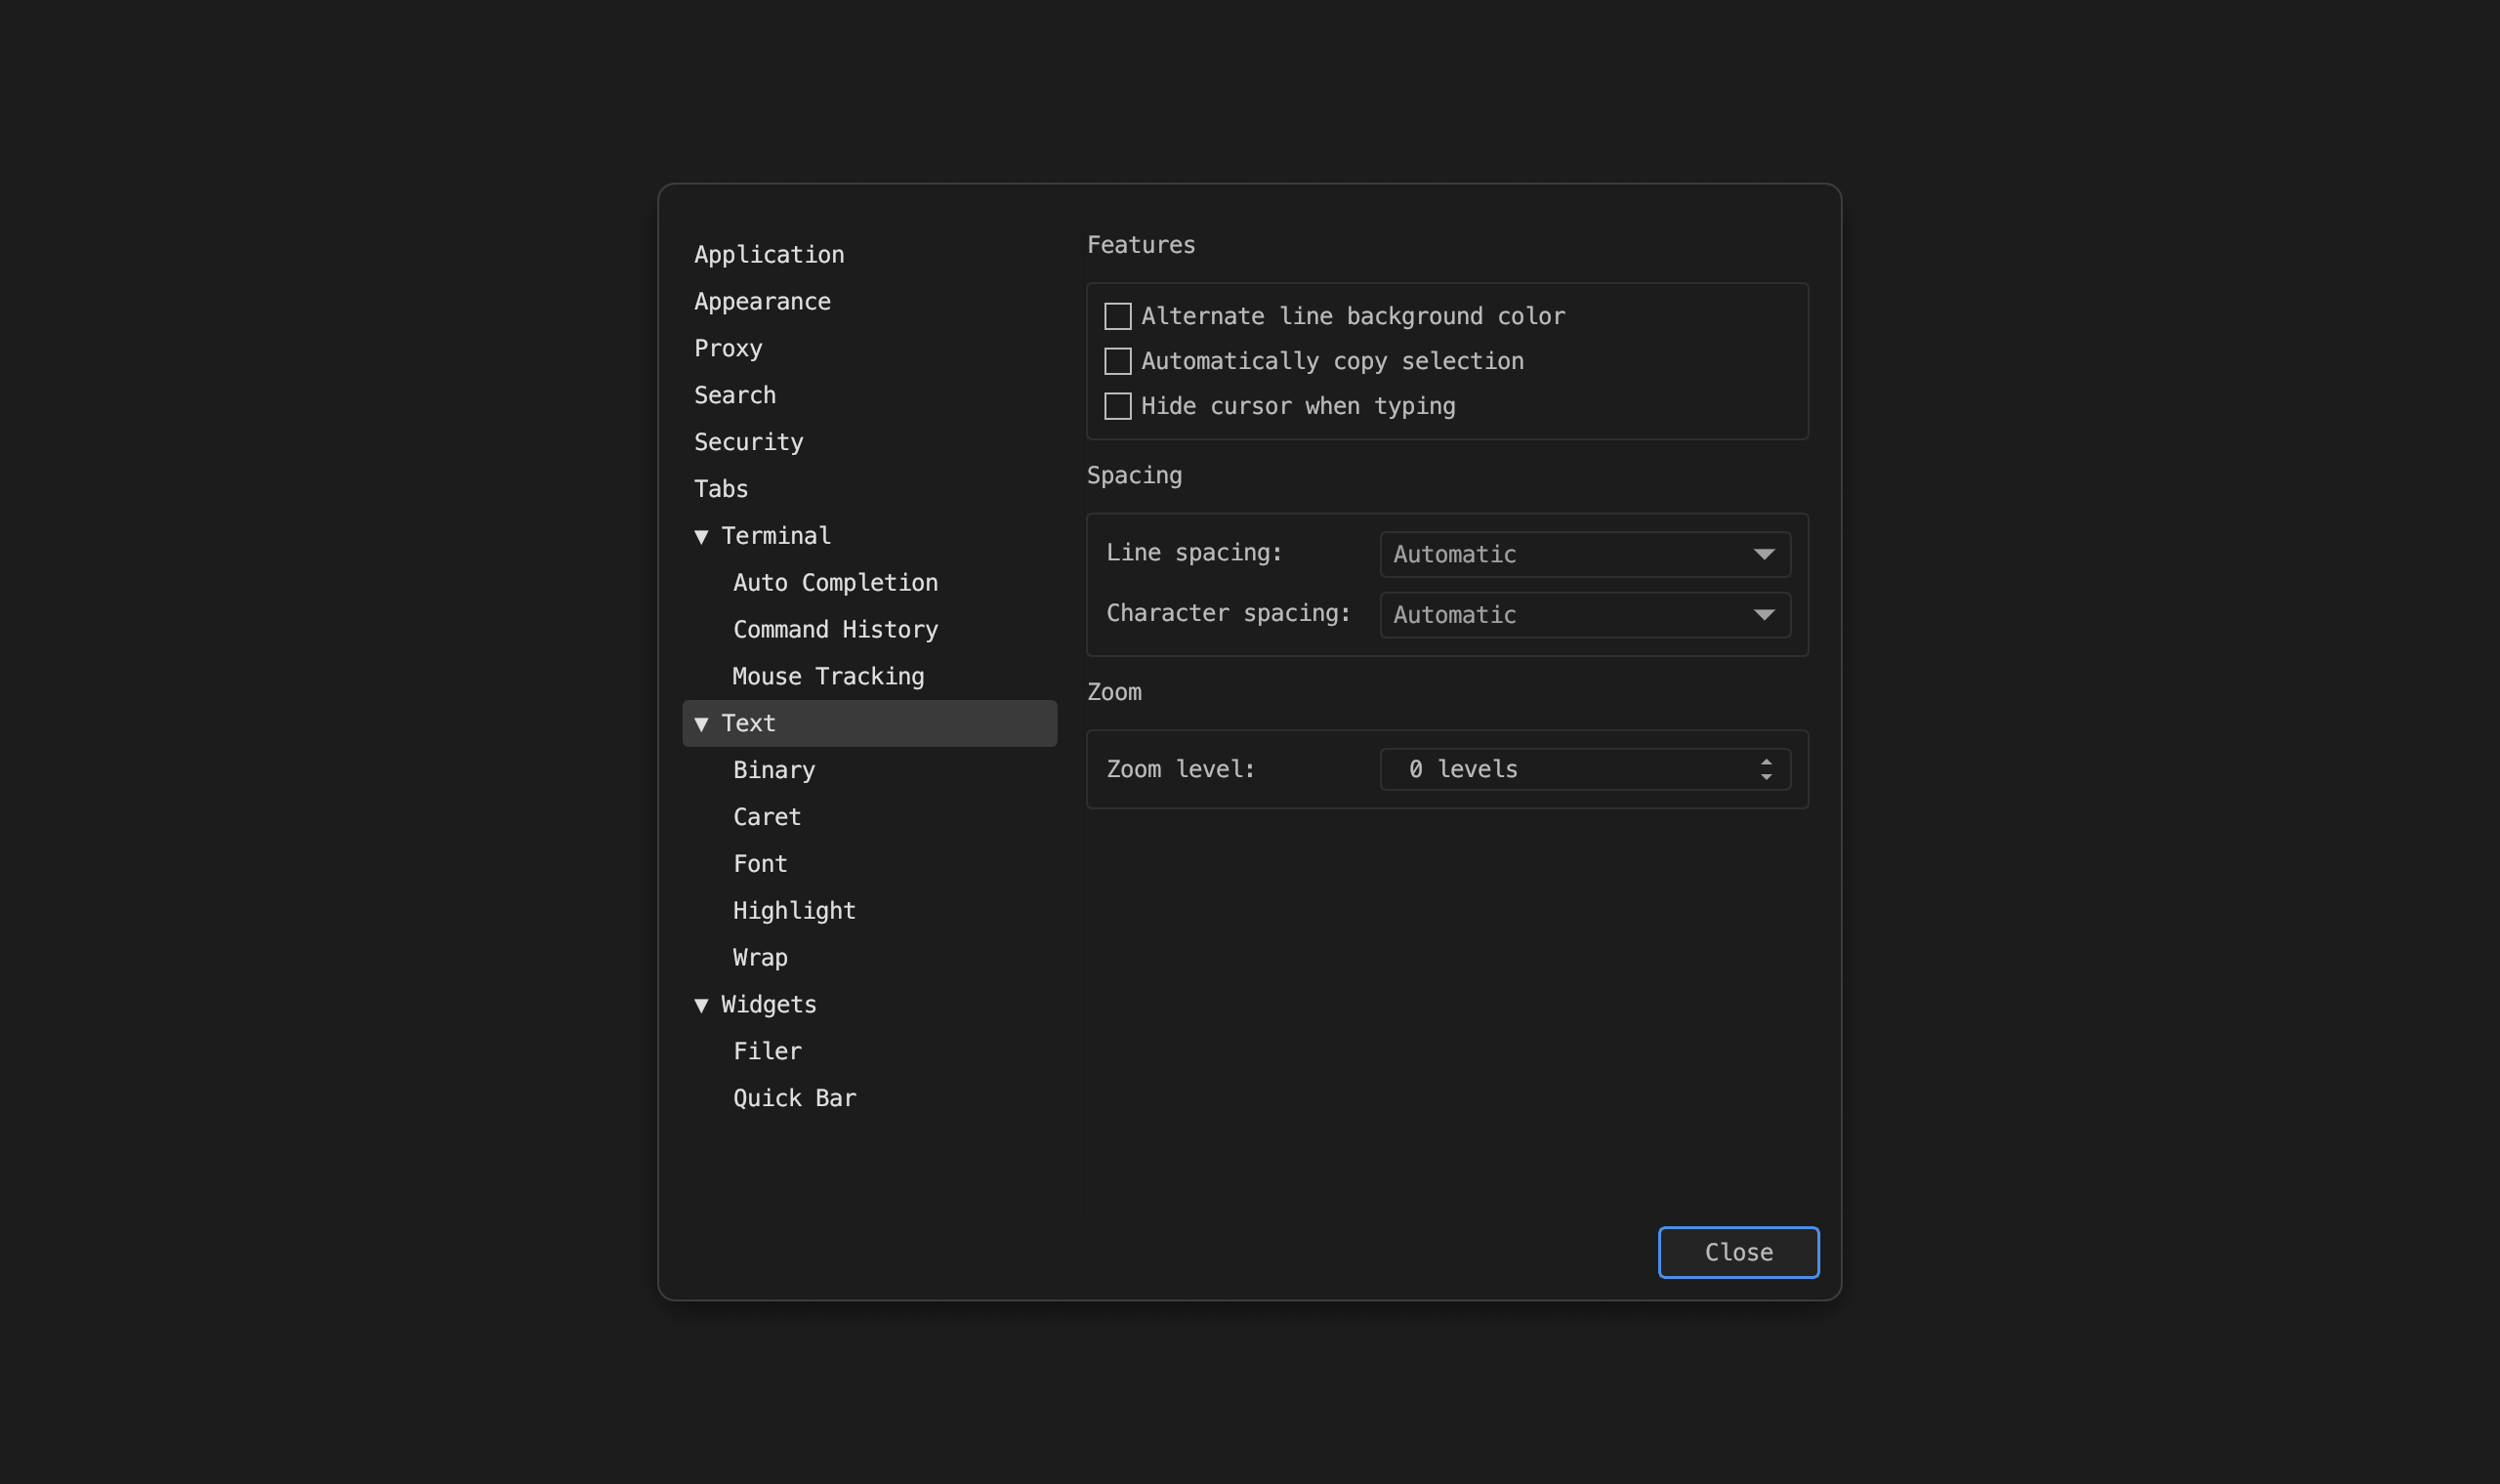 Application
Appearance
Proxy
Search
Security
Tabs
▼ Terminal
Auto Completion
Command History
Mouse Tracking
▼ Text
Binary
Caret
Font
Highlight
Wrap
▼ Widgets
Filer
Quick Bar
Features
Alternate line background color
Automatically copy selection
Hide cursor when typing
Spacing
Line spacing: Automatic
Character spacing: Automatic
Zoom
Zoom level: 0 levels
Close